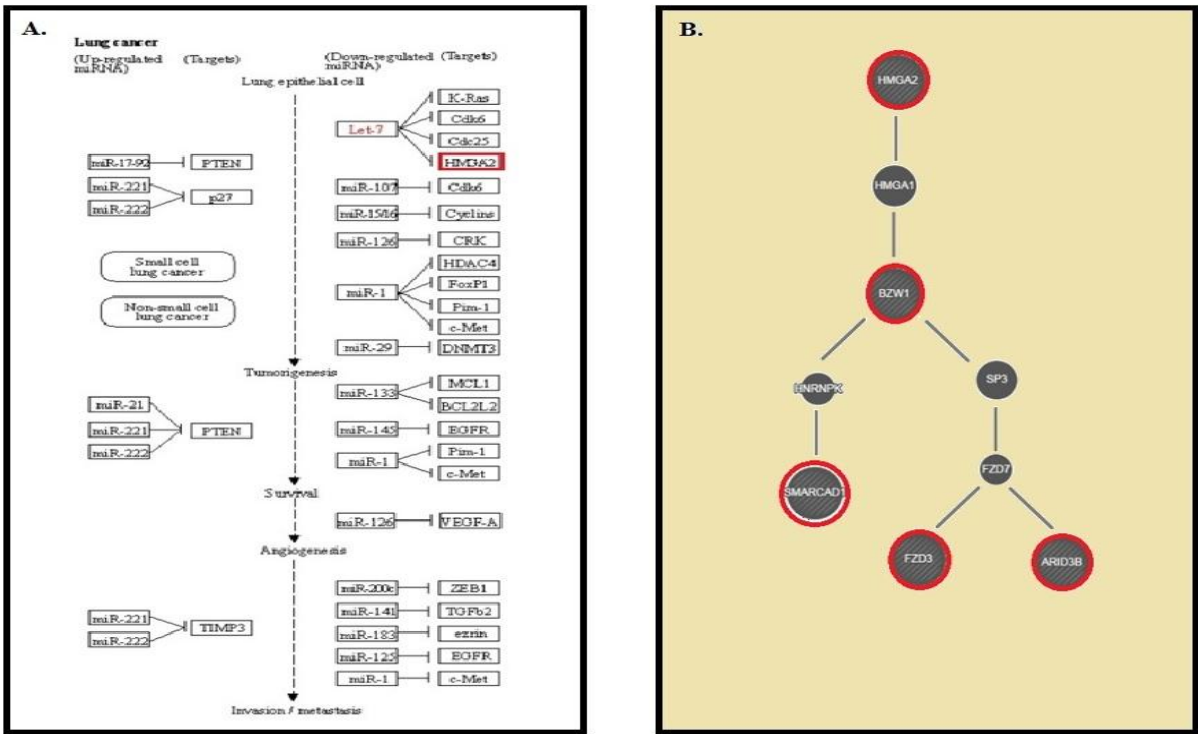 A.
Lung cancer
(Up-regulated miRNA) (Targets)
(Down-regulated miRNA) (Targets)
Lung epithelial cell
Let-7
K-Ras
Cdk6
Cdc25
HMGA2
miR-17-92 PTEN
miR-221
miR-222
p27
miR-107 Cdk6
miR-15/16 Cyclins
miR-126 CRK
Small cell
lung cancer
Non-small cell
lung cancer
miR-1
HDAC4
FoxP1
Pim-1
c-Met
miR-29 DNMT3
Tumorigenesis
miR-21
miR-221
miR-222
PTEN
miR-133
MCL1
BCL2L2
miR-145 EGFR
miR-1
Pim-1
c-Met
Survival
miR-126 VEGF-A
Angiogenesis
miR-221
miR-222
TIMP3
miR-200c ZEB1
miR-141 TGFb2
miR-183 ezrin
miR-125 EGFR
miR-1 c-Met
Invasion / metastasis
B.
HMGA2
HMGA1
BZW1
HNRNPK
SP3
SMARCAD1
FZD7
FZD3
ARID3B